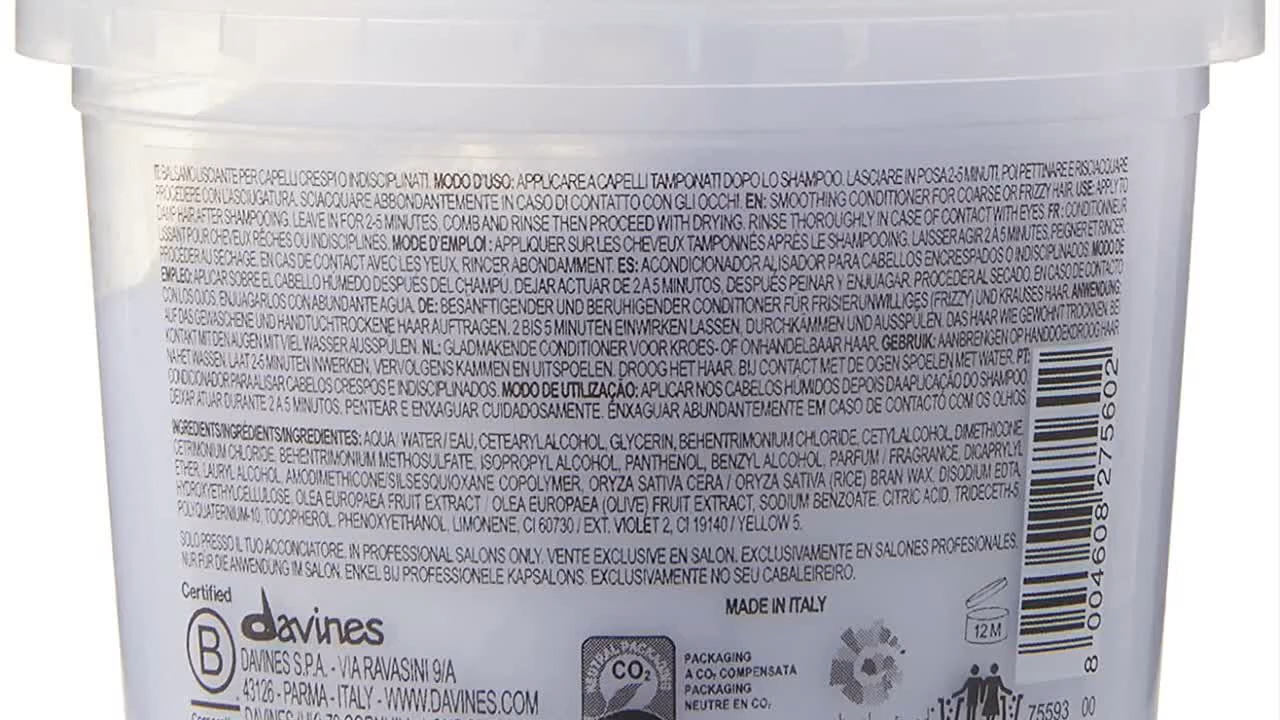 IT: BALSAMO LISCIANTE PER CAPELLI CRESPI O INDISCIPLINATI. MODO D'USO: APPLICARE A CAPELLI TAMPONATI DOPO LO SHAMPOO. LASCIARE IN POSA 2-5 MINUTI, POI PETTINARE E RISCIACQUARE
PROCEDERE CON L'ASCIUGATURA. SCIACQUARE ABBONDANTEMENTE IN CASO DI CONTATTO CON GLI OCCHI. EN: SMOOTHING CONDITIONER FOR COARSE OR FRIZZY HAIR. USE: APPLY TO
DAMP HAIR AFTER SHAMPOOING. LEAVE IN FOR 2-5 MINUTES, COMB AND RINSE THEN PROCEED WITH DRYING. RINSE THOROUGHLY IN CASE OF CONTACT WITH EYES. FR: CONDITIONNEUR
LISSANT POUR CHEVEUX RÊCHES OU INDISCIPLINES. MODE D'EMPLOI: APPLIQUER SUR LES CHEVEUX TAMPONNÉS APRÈS LE SHAMPOOING. LAISSER AGIR 2 À 5 MINUTES, PEIGNER ET RINCER
PROCÉDER AU SECHAGE. EN CAS DE CONTACT AVEC LES YEUX, RINCER ABONDAMMENT. ES: ACONDICIONADOR ALISADOR PARA CABELLOS ENCRESPADOS O INDISCIPLINADOS. MODO DE
EMPLEO: APLICAR SOBRE EL CABELLO HÚMEDO DESPUÉS DEL CHAMPÚ. DEJAR ACTUAR DE 2 A 5 MINUTOS, DESPUÉS PEINAR Y ENJUAGAR. PROCEDER AL SECADO. EN CASO DE CONTACTO
CON LOS OJOS, ENJUAGARLOS CON ABUNDANTE AGUA. DE: BESÄNFTIGENDER UND BERUHIGENDER CONDITIONER FÜR FRISIERUNWILLIGES (FRIZZY) UND KRAUSES HAAR. ANWENDUNG:
AUF DAS GEWASCHENE UND HANDTUCHTROCKENE HAAR AUFTRAGEN. 2 BIS 5 MINUTEN EINWIRKEN LASSEN, DURCHKÄMMEN UND AUSSPÜLEN. DAS HAAR WIE GEWOHNT TROCKNEN. BEI
KONTAKT MIT DEN AUGEN MIT VIEL WASSER AUSSPÜLEN. NL: GLADMAKENDE CONDITIONER VOOR KROES- OF ONHANDELBAAR HAAR. GEBRUIK: AANBRENGEN OP HANDDOEKDROOG HAAR
NA HET WASSEN. LAAT 2-5 MINUTEN INWERKEN, VERVOLGENS KAMMEN EN UITSPOELEN. DROOG HET HAAR. BIJ CONTACT MET DE OGEN SPOELEN MET WATER. PT:
CONDICIONADOR PARA ALISAR CABELOS CRESPOS E INDISCIPLINADOS. MODO DE UTILIZAÇÃO: APLICAR NOS CABELOS HUMIDOS DEPOIS DA APLICAÇÃO DO SHAMPOO
DEIXAR ATUAR DURANTE 2 A 5 MINUTOS. PENTEAR E ENXAGUAR CUIDADOSAMENTE. ENXAGUAR ABUNDANTEMENTE EM CASO DE CONTACTO COM OS OLHOS
INGREDIENTS/INGRÉDIENTS/INGREDIENTES: AQUA / WATER / EAU, CETEARYL ALCOHOL, GLYCERIN, BEHENTRIMONIUM CHLORIDE, CETYL ALCOHOL, DIMETHICONE,
CETRIMONIUM CHLORIDE, BEHENTRIMONIUM METHOSULFATE, ISOPROPYL ALCOHOL, PANTHENOL, BENZYL ALCOHOL, PARFUM / FRAGRANCE, DICAPRYLYL
ETHER, LAURYL ALCOHOL, AMODIMETHICONE/SILSESQUIOXANE COPOLYMER, ORYZA SATIVA CERA / ORYZA SATIVA (RICE) BRAN WAX, DISODIUM EDTA,
HYDROXYETHYLCELLULOSE, OLEA EUROPAEA FRUIT EXTRACT / OLEA EUROPAEA (OLIVE) FRUIT EXTRACT, SODIUM BENZOATE, CITRIC ACID, TRIDECETH-5,
POLYQUATERNIUM-10, TOCOPHEROL, PHENOXYETHANOL, LIMONENE, CI 60730 / EXT. VIOLET 2, CI 19140 / YELLOW 5.
SOLO PRESSO IL TUO ACCONCIATORE. IN PROFESSIONAL SALONS ONLY. VENTE EXCLUSIVE EN SALON. EXCLUSIVAMENTE EN SALONES PROFESIONALES.
NUR FÜR DIE ANWENDUNG IM SALON. ENKEL BIJ PROFESSIONELE KAPSALONS. EXCLUSIVAMENTE NO SEU CABALEIREIRO.
Certified
B
davines
DAVINES S.P.A. - VIA RAVASINI 9/A
43126 - PARMA - ITALY - WWW.DAVINES.COM
MADE IN ITALY
CO₂
PACKAGING
A CO₂ COMPENSATA
PACKAGING
NEUTRE EN CO₂
12 M
8 004608 275602
75593 00